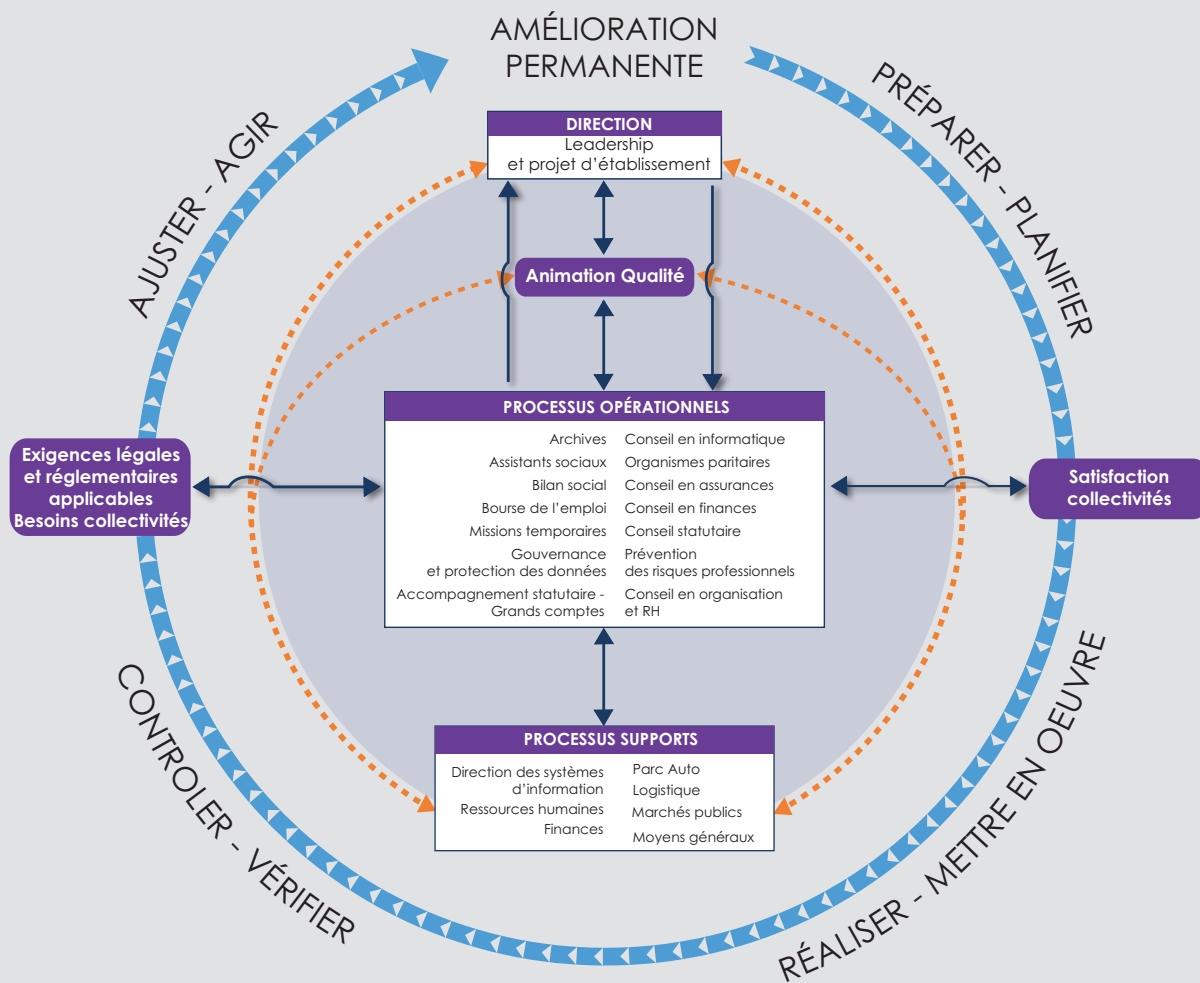 AMÉLIORATION
PERMANENTE
PRÉPARER - PLANIFIER
AJUSTER - AGIR
DIRECTION
Leadership
et projet d'établissement
Animation Qualité
PROCESSUS OPÉRATIONNELS
Archives
Assistants sociaux
Bilan social
Bourse de l'emploi
Missions temporaires
Gouvernance
et protection des données
Accompagnement statutaire -
Grands comptes
Conseil en informatique
Organismes paritaires
Conseil en assurances
Conseil en finances
Conseil statutaire
Prévention
des risques professionnels
Conseil en organisation
et RH
Exigences légales
et réglementaires
applicables
Besoins collectivités
Satisfaction
collectivités
PROCESSUS SUPPORTS
Direction des systèmes
d'information
Ressources humaines
Finances
Parc Auto
Logistique
Marchés publics
Moyens généraux
CONTROLER - VÉRIFIER
RÉALISER - METTRE EN OEUVRE